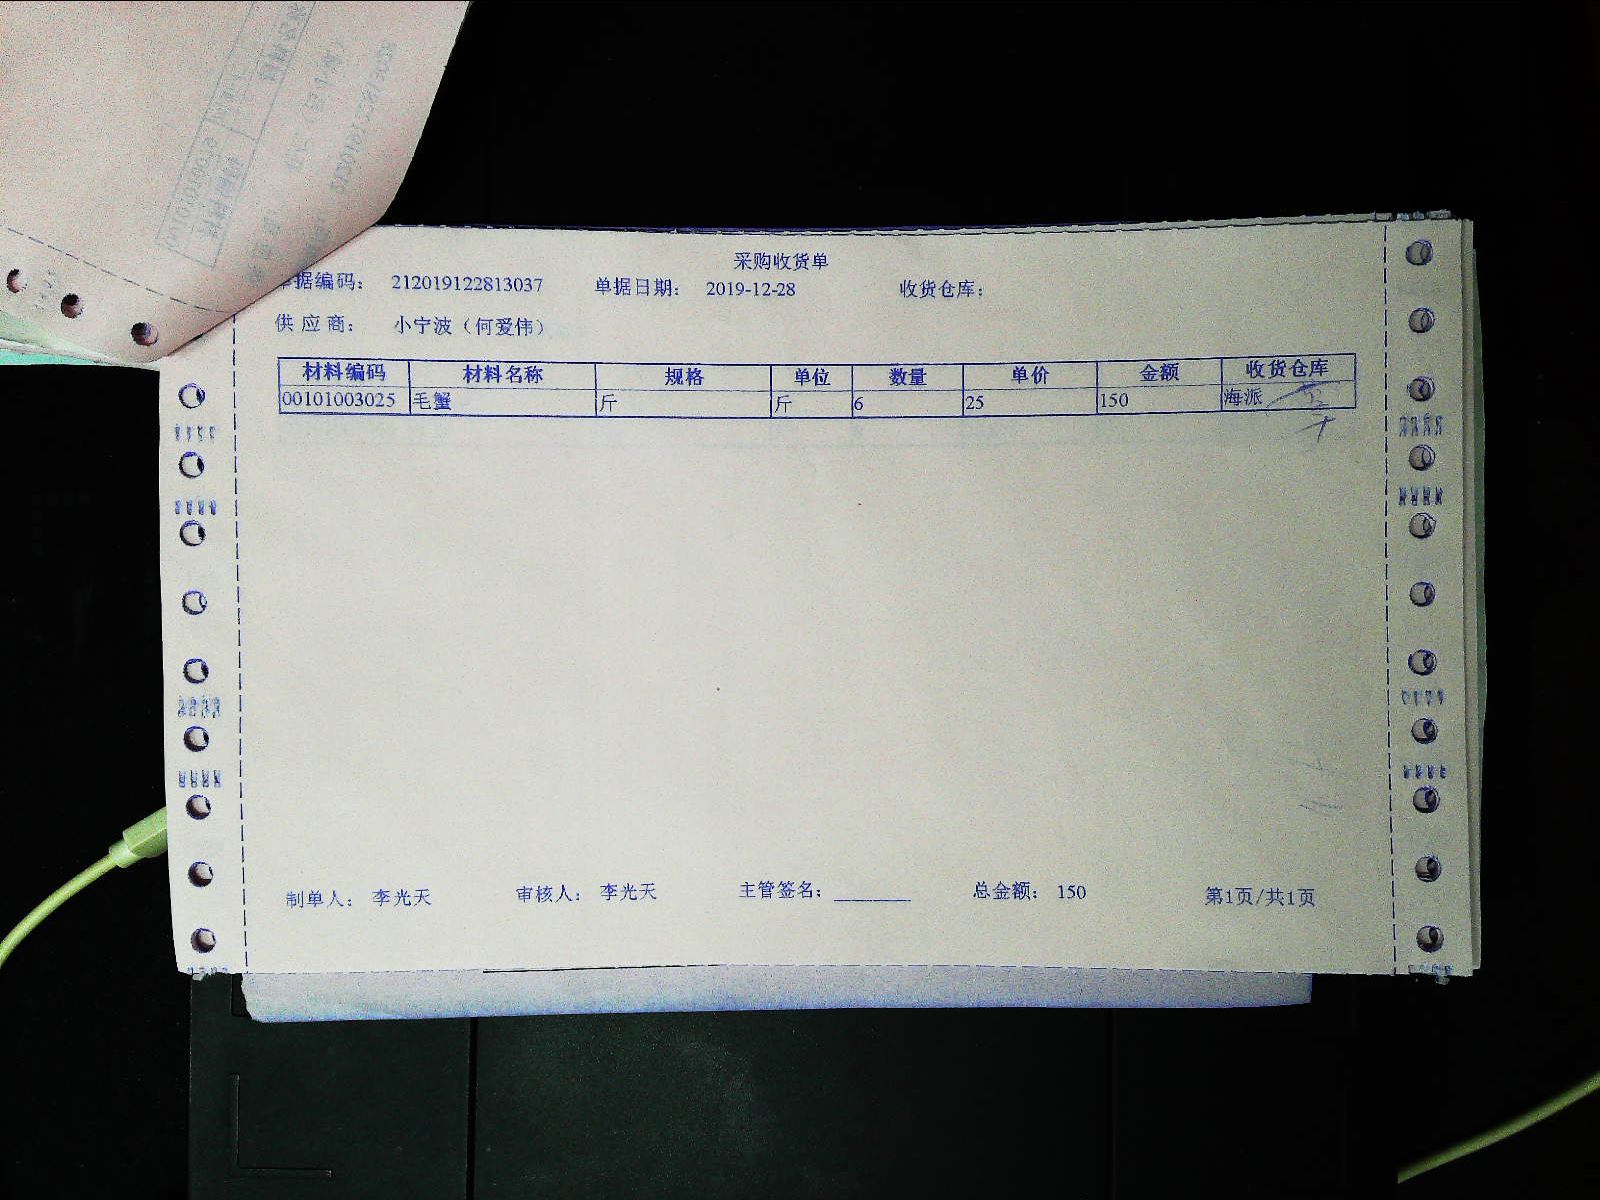 采购收货单
据编码： 212019122813037 单据日期： 2019-12-28 收货仓库：
供应商： 小宁波（何爱伟）
材料编码 材料名称 规格 单位 数量 单价 金额 收货仓库
00101003025 毛蟹 斤 斤 6 25 150 海派
制单人： 李光天 审核人： 李光天 主管签名： 总金额： 150 第1页/共1页